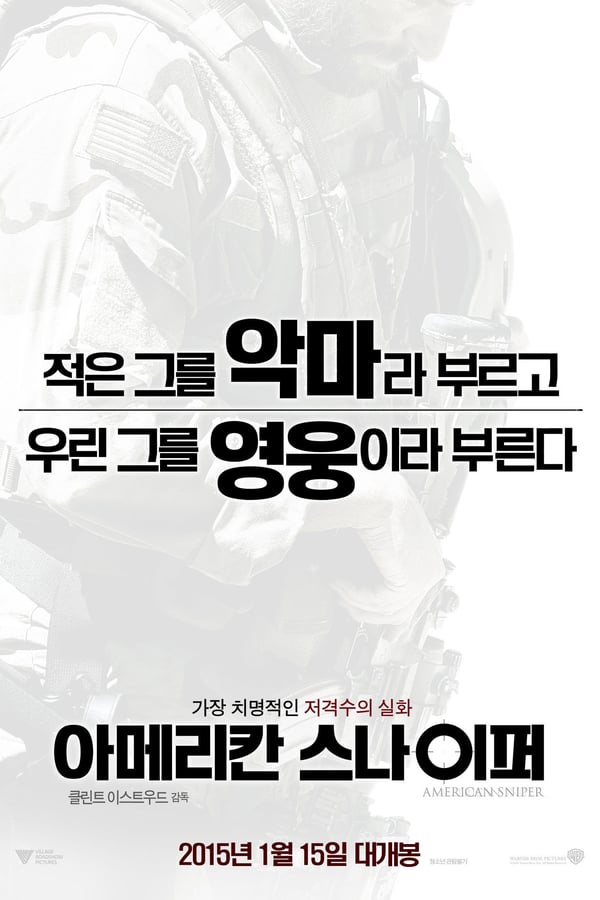 적은 그를 악마라 부르고
우린 그를 영웅이라 부른다
가장 치명적인 저격수의 실화
아메리칸 스나이퍼
클린트 이스트우드 감독
AMERICAN SNIPER
VILLAGE
ROADSHOW
PICTURES
2015년 1월 15일 대개봉
청소년 관람불가
WARNER BROS. PICTURES